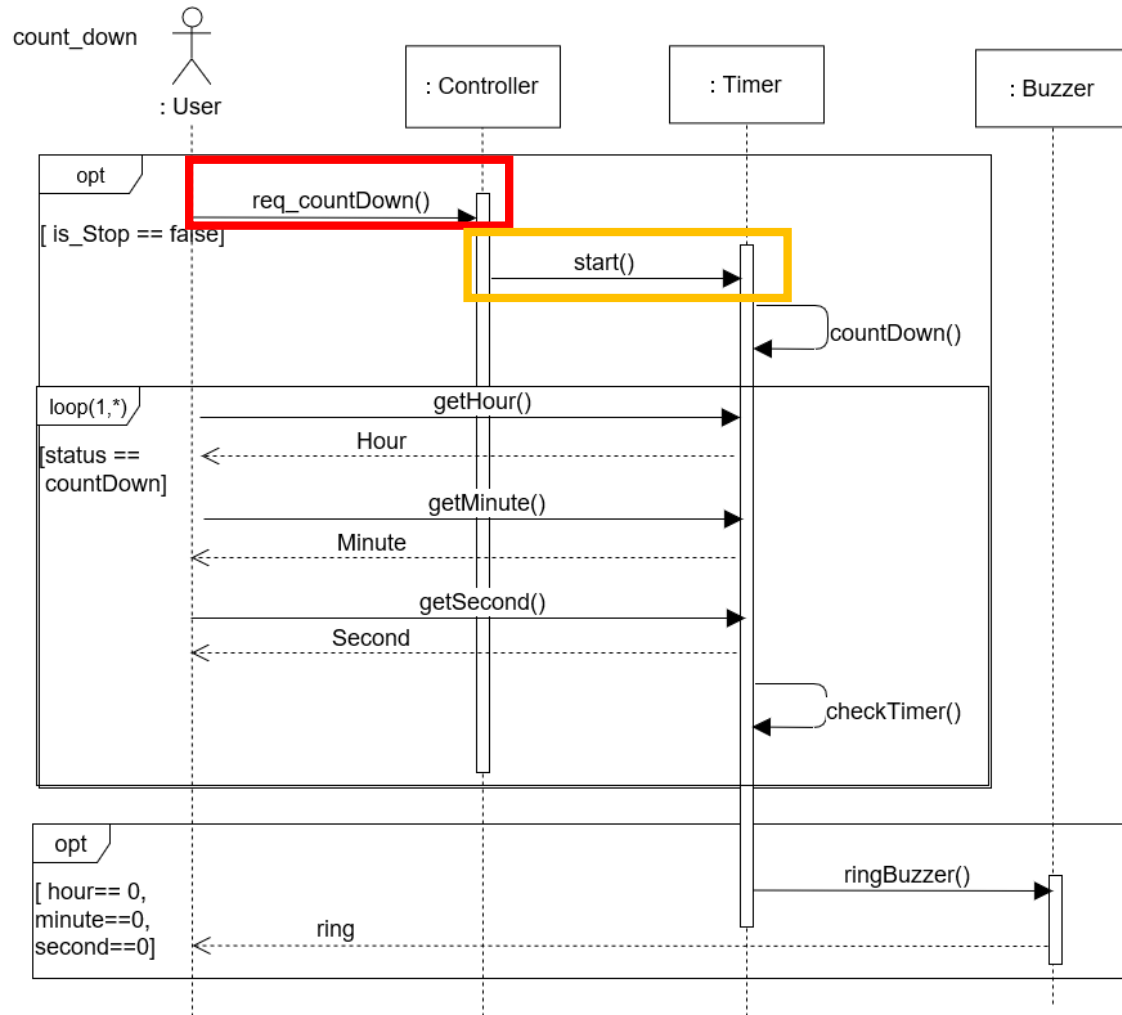 count_down
: User
: Controller
: Timer
: Buzzer
opt
req_countDown()
[ is_Stop == false]
start()
countDown()
loop(1,*)
getHour()
[status ==
countDown]
Hour
getMinute()
Minute
getSecond()
Second
checkTimer()
opt
[ hour== 0,
minute==0,
second==0]
ringBuzzer()
ring